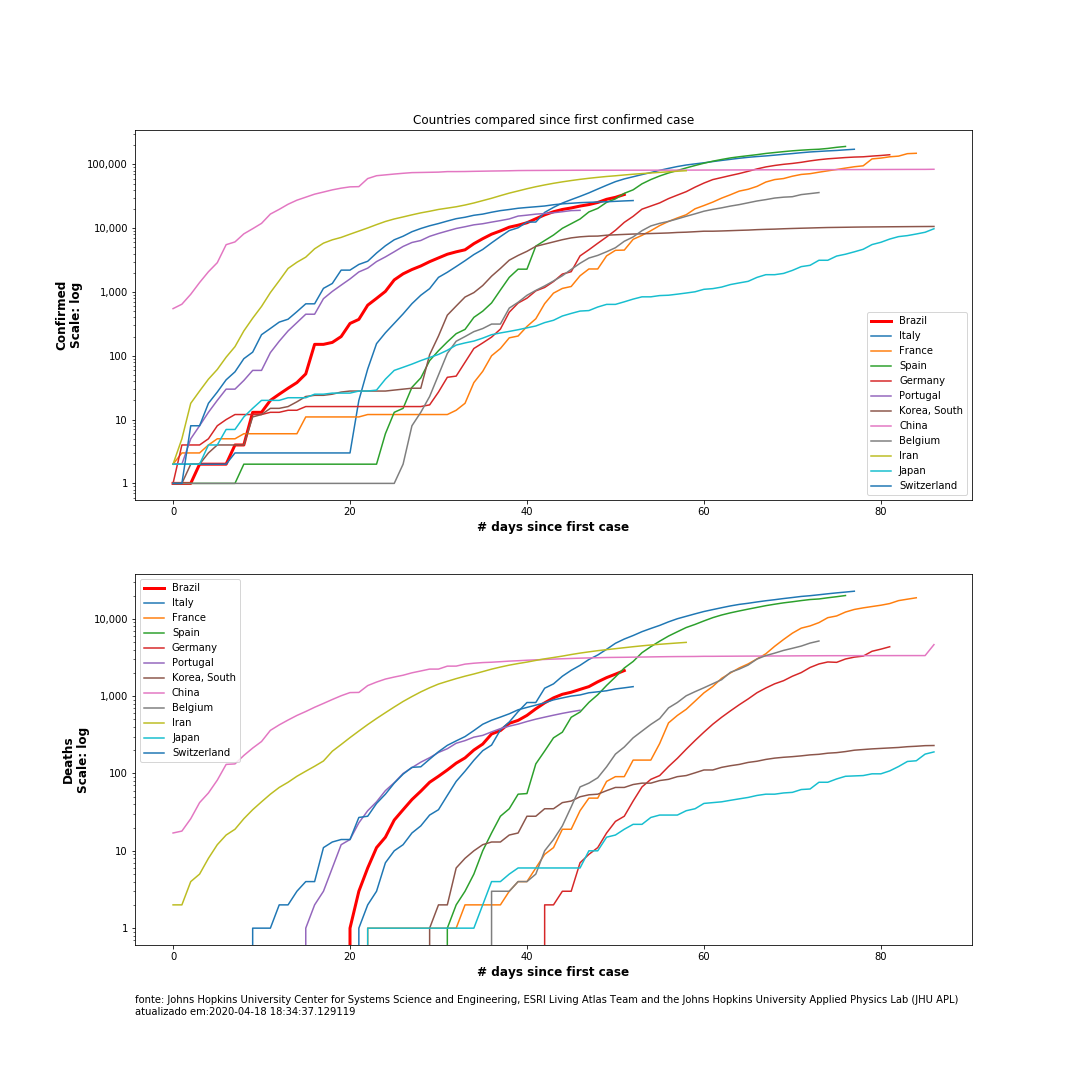 Countries compared since first confirmed case
Confirmed
Scale: log
100,000
10,000
1,000
100
10
1
Brazil
Italy
France
Spain
Germany
Portugal
Korea, South
China
Belgium
Iran
Japan
Switzerland
0
20
40
60
80
# days since first case
Deaths
Scale: log
10,000
1,000
100
10
1
Brazil
Italy
France
Spain
Germany
Portugal
Korea, South
China
Belgium
Iran
Japan
Switzerland
0
20
40
60
80
# days since first case
fonte: Johns Hopkins University Center for Systems Science and Engineering, ESRI Living Atlas Team and the Johns Hopkins University Applied Physics Lab (JHU APL)
atualizado em:2020-04-18 18:34:37.129119